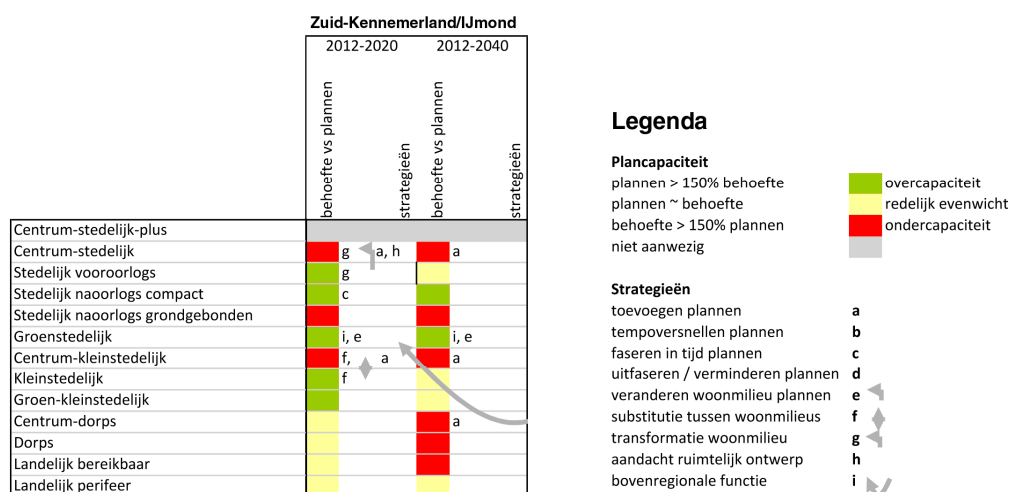 Zuid-Kennemerland/IJmond
2012-2020 2012-2040
behoefte vs plannen
strategieën
behoefte vs plannen
strategieën
Centrum-stedelijk-plus
Centrum-stedelijk g a, h a
Stedelijk vooroorlogs g
Stedelijk naoorlogs compact c
Stedelijk naoorlogs grondgebonden
Groenstedelijk i, e i, e
Centrum-kleinstedelijk f, a a
Kleinstedelijk f
Groen-kleinstedelijk
Centrum-dorps a
Dorps
Landelijk bereikbaar
Landelijk perifeer
Legenda
Plancapaciteit
plannen > 150% behoefte overcapaciteit
plannen ~ behoefte redelijk evenwicht
behoefte > 150% plannen ondercapaciteit
niet aanwezig
Strategieën
toevoegen plannen a
tempoversnellen plannen b
faseren in tijd plannen c
uitfaseren / verminderen plannen d
veranderen woonmilieu plannen e
substitutie tussen woonmilieus f
transformatie woonmilieu g
aandacht ruimtelijk ontwerp h
bovenregionale functie i